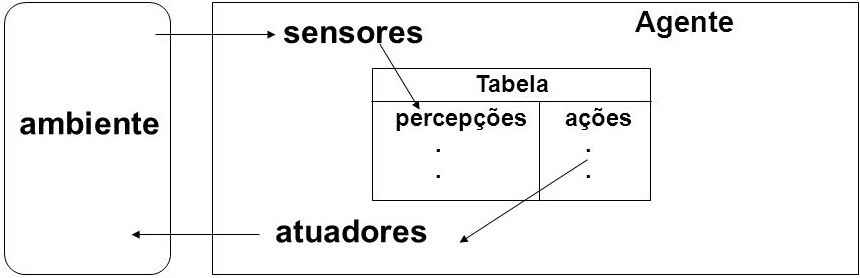 Agente
sensores
Tabela
percepções ações
. .
. .
ambiente
atuadores